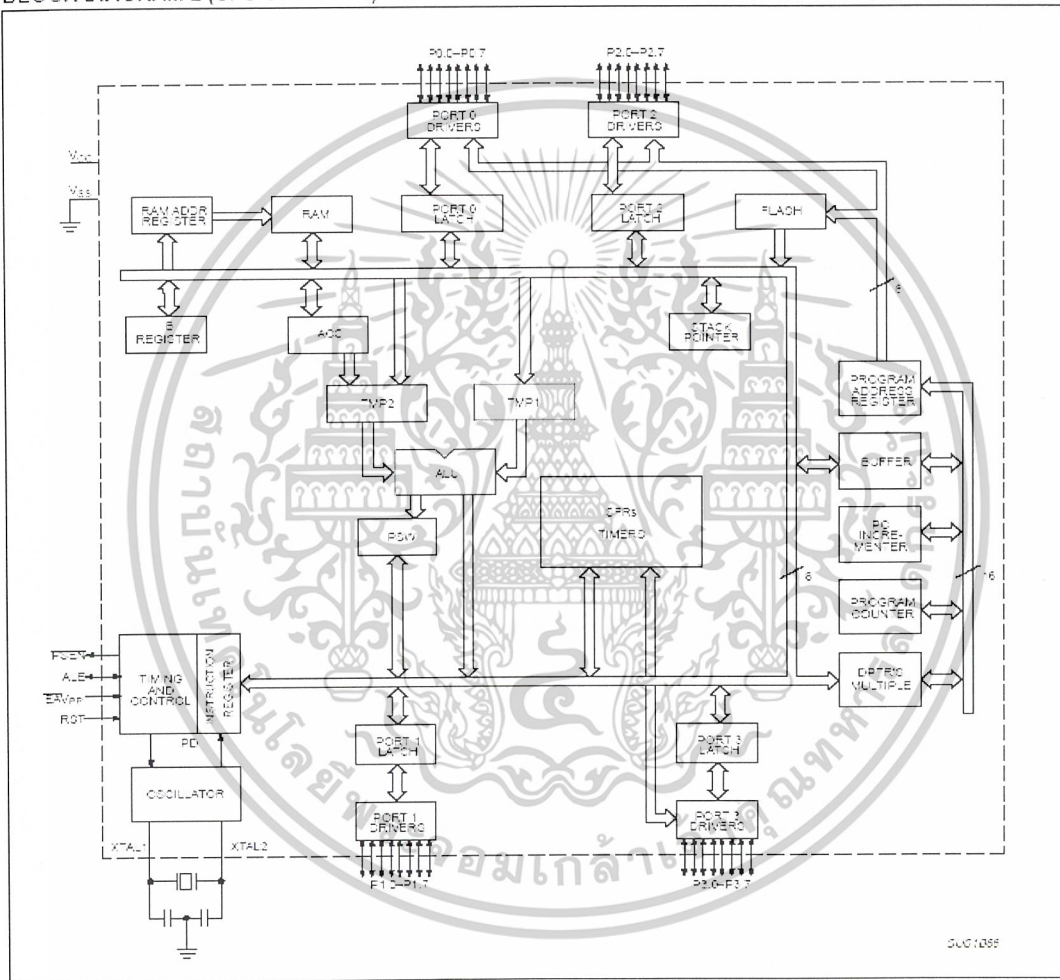 P0.0–P0.7
P2.0–P2.7
PORT 0
DRIVERS
PORT 2
DRIVERS
VCC
VSS
RAM ADDR
REGISTER
RAM
PORT 0
LATCH
PORT 2
LATCH
FLASH
8
B
REGISTER
ACC
STACK
POINTER
PROGRAM
ADDRESS
REGISTER
TMP2
TMP1
BUFFER
ALU
SFRs
TIMERS
PSW
PC
INCRE-
MENTER
8
16
PROGRAM
COUNTER
PSEN
ALE
EAVPP
RST
TIMING
AND
CONTROL
INSTRUCTION
REGISTER
DPTR'S
MULTIPLE
PD
PORT 1
LATCH
PORT 3
LATCH
OSCILLATOR
PORT 1
DRIVERS
PORT 3
DRIVERS
XTAL1
XTAL2
P1.0–P1.7
P3.0–P3.7